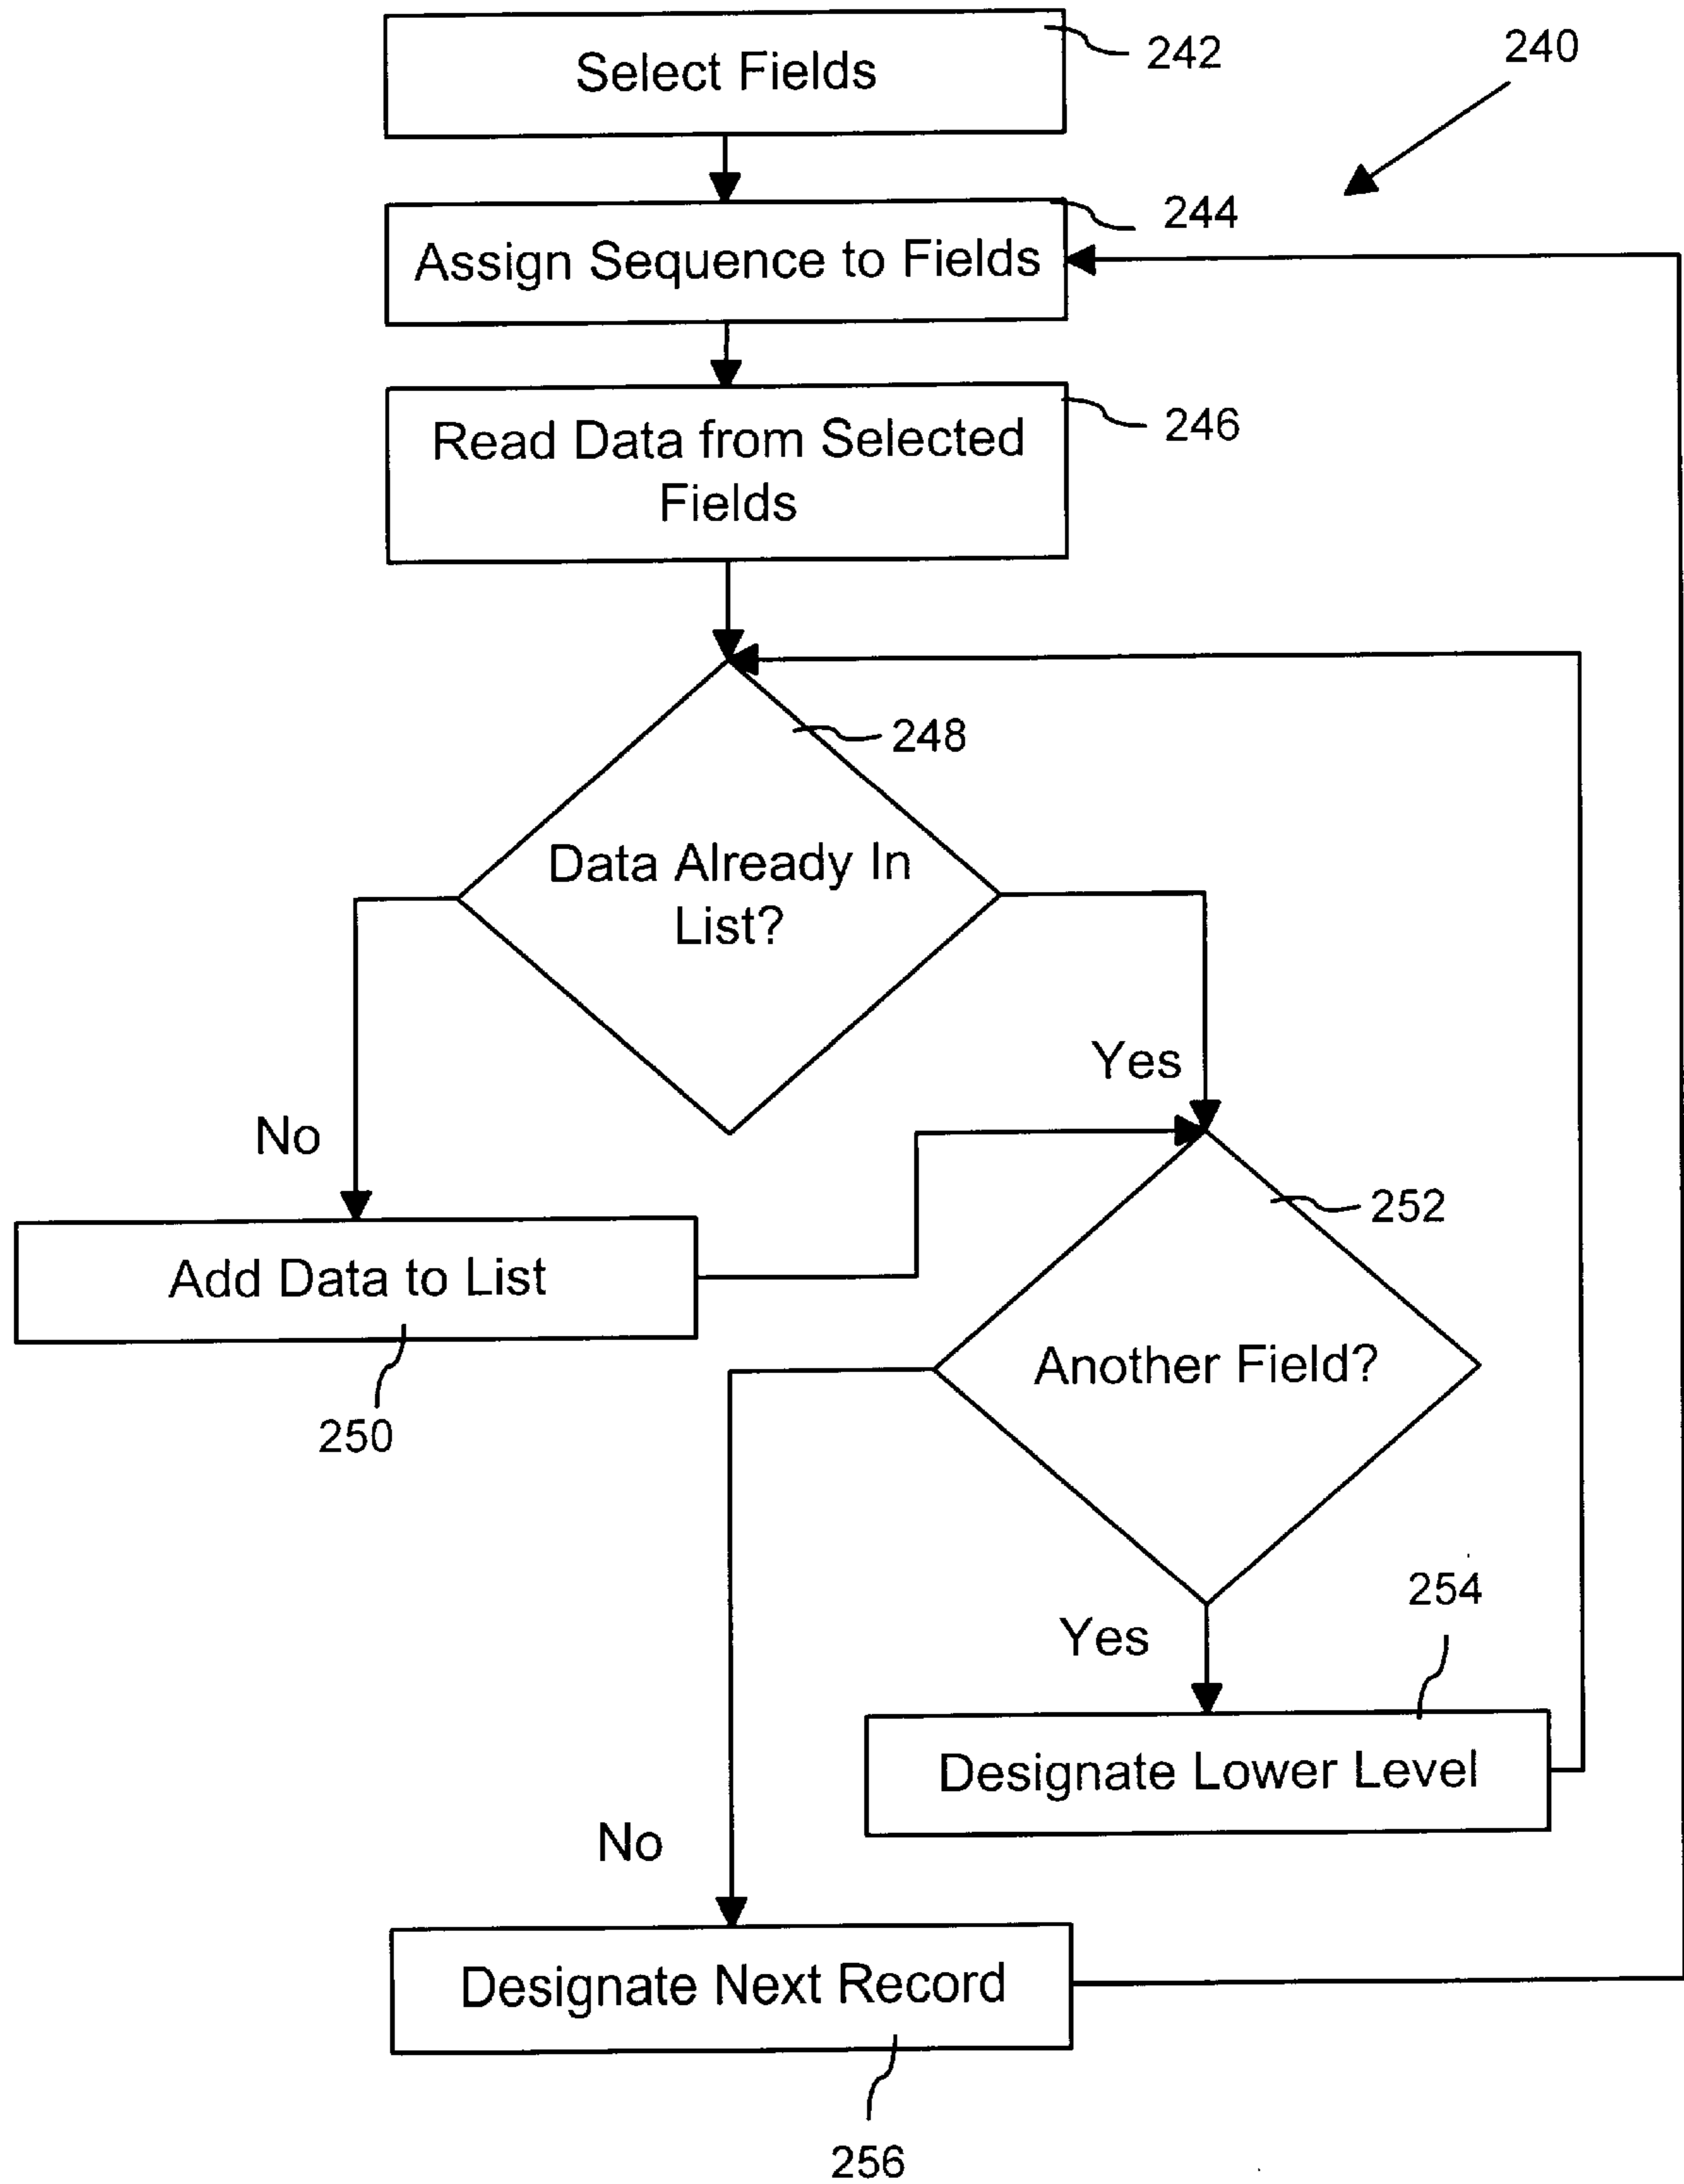 Select Fields
242
240
Assign Sequence to Fields
244
Read Data from Selected
Fields
246
248
Data Already In
List?
Yes
No
252
Add Data to List
250
Another Field?
254
Yes
Designate Lower Level
No
Designate Next Record
256